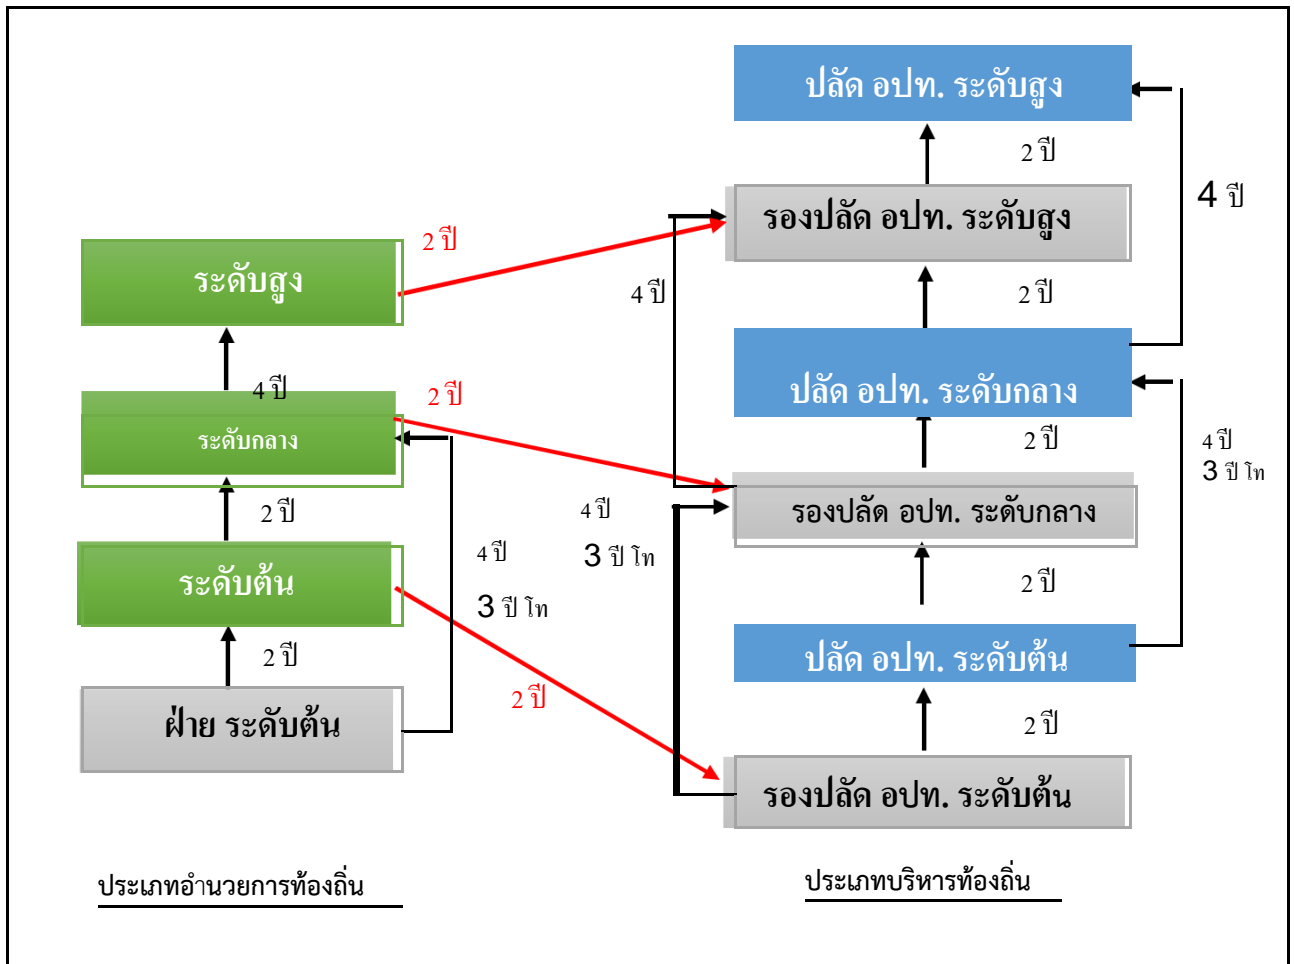 ปลัด อปท. ระดับสูง
2 ปี
4 ปี
รองปลัด อปท. ระดับสูง
2 ปี
ระดับสูง
4 ปี
2 ปี
4 ปี
2 ปี
ปลัด อปท. ระดับกลาง
ระดับกลาง
2 ปี
4 ปี
3 ปี โท
2 ปี
4 ปี
3 ปี โท
รองปลัด อปท. ระดับกลาง
4 ปี
3 ปี โท
ระดับต้น
2 ปี
2 ปี
ปลัด อปท. ระดับต้น
2 ปี
ฝ่าย ระดับต้น
2 ปี
รองปลัด อปท. ระดับต้น
ประเภทอำนวยการท้องถิ่น
ประเภทบริหารท้องถิ่น